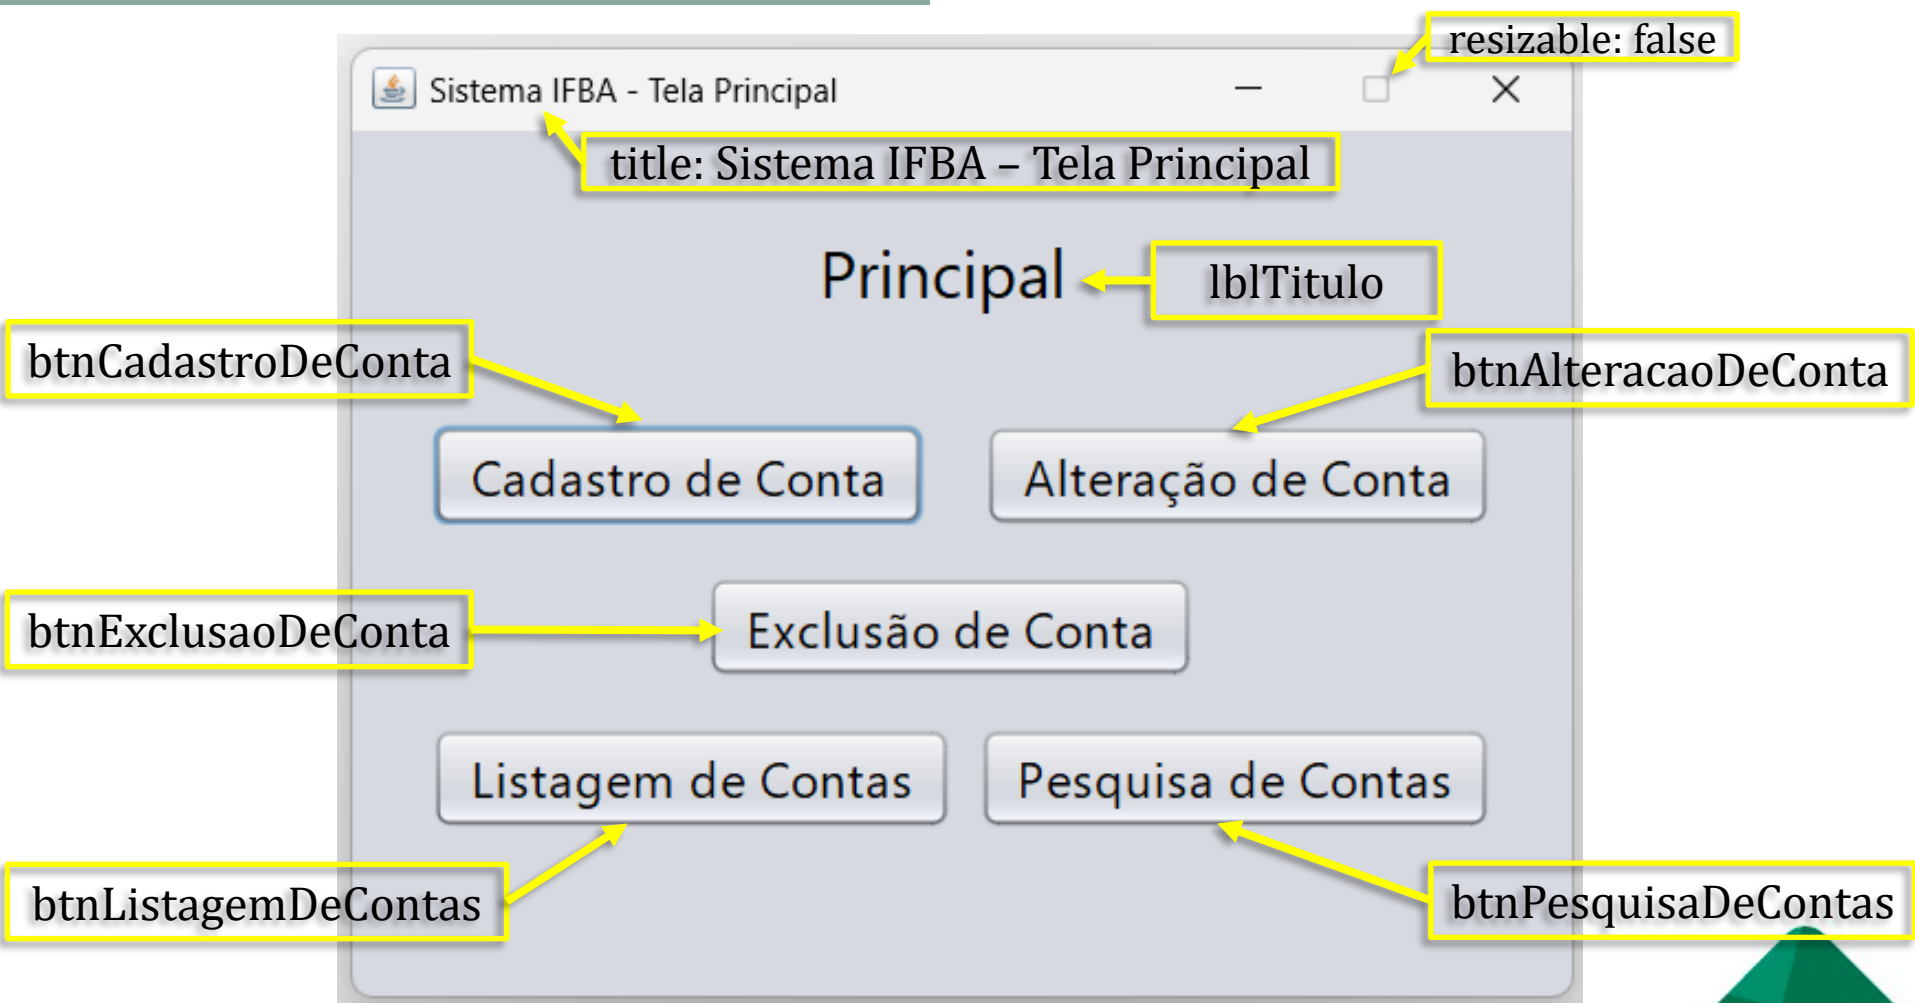 resizable: false
Sistema IFBA - Tela Principal
title: Sistema IFBA – Tela Principal
Principal
lblTitulo
btnCadastroDeConta
btnAlteracaoDeConta
Cadastro de Conta
Alteração de Conta
btnExclusaoDeConta
Exclusão de Conta
Listagem de Contas
Pesquisa de Contas
btnListagemDeContas
btnPesquisaDeContas